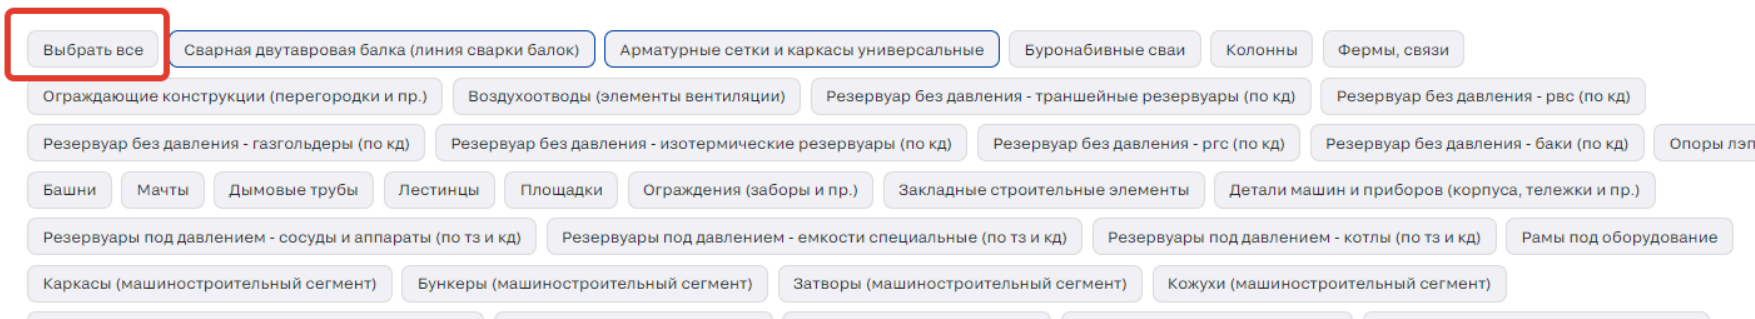 Выбрать все Сварная двутавровая балка (линия сварки балок) Арматурные сетки и каркасы универсальные Буронабивные сваи Колонны Фермы, связи
Ограждающие конструкции (перегородки и пр.) Воздухоотводы (элементы вентиляции) Резервуар без давления - траншейные резервуары (по кд) Резервуар без давления - рвс (по кд)
Резервуар без давления - газгольдеры (по кд) Резервуар без давления - изотермические резервуары (по кд) Резервуар без давления - ргс (по кд) Резервуар без давления - баки (по кд) Опоры лэп
Башни Мачты Дымовые трубы Лестинцы Площадки Ограждения (заборы и пр.) Закладные строительные элементы Детали машин и приборов (корпуса, тележки и пр.)
Резервуары под давлением - сосуды и аппараты (по тз и кд) Резервуары под давлением - емкости специальные (по тз и кд) Резервуары под давлением - котлы (по тз и кд) Рамы под оборудование
Каркасы (машиностроительный сегмент) Бункеры (машиностроительный сегмент) Затворы (машиностроительный сегмент) Кожухи (машиностроительный сегмент)